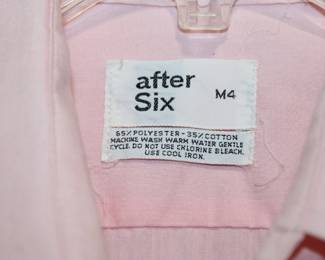 after
Six M4
65% POLYESTER - 35% COTTON
MACHINE WASH WARM WATER GENTLE
CYCLE. DO NOT USE CHLORINE BLEACH.
USE COOL IRON.